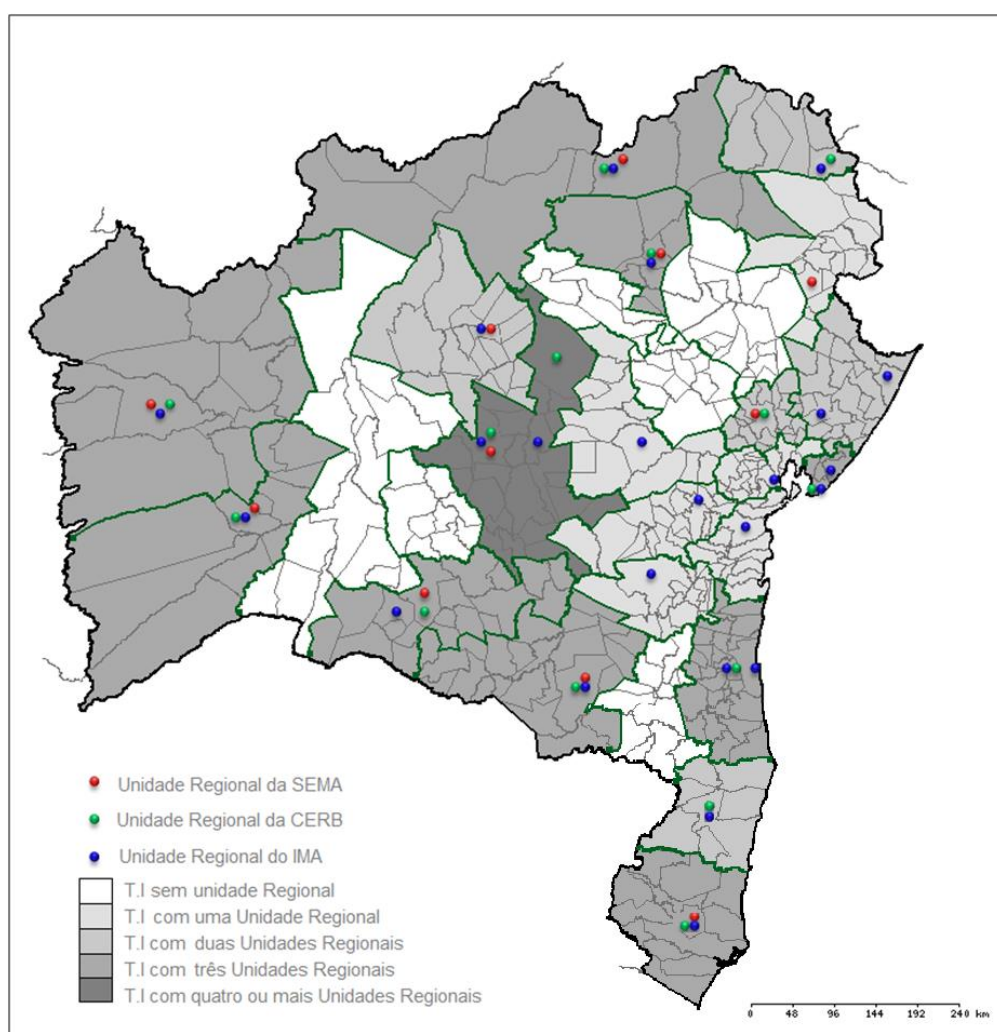 Unidade Regional da SEMA
Unidade Regional da CERB
Unidade Regional do IMA
T.I sem unidade Regional
T.I com uma Unidade Regional
T.I com duas Unidades Regionais
T.I com três Unidades Regionais
T.I com quatro ou mais Unidades Regionais
0 48 96 144 192 240 km